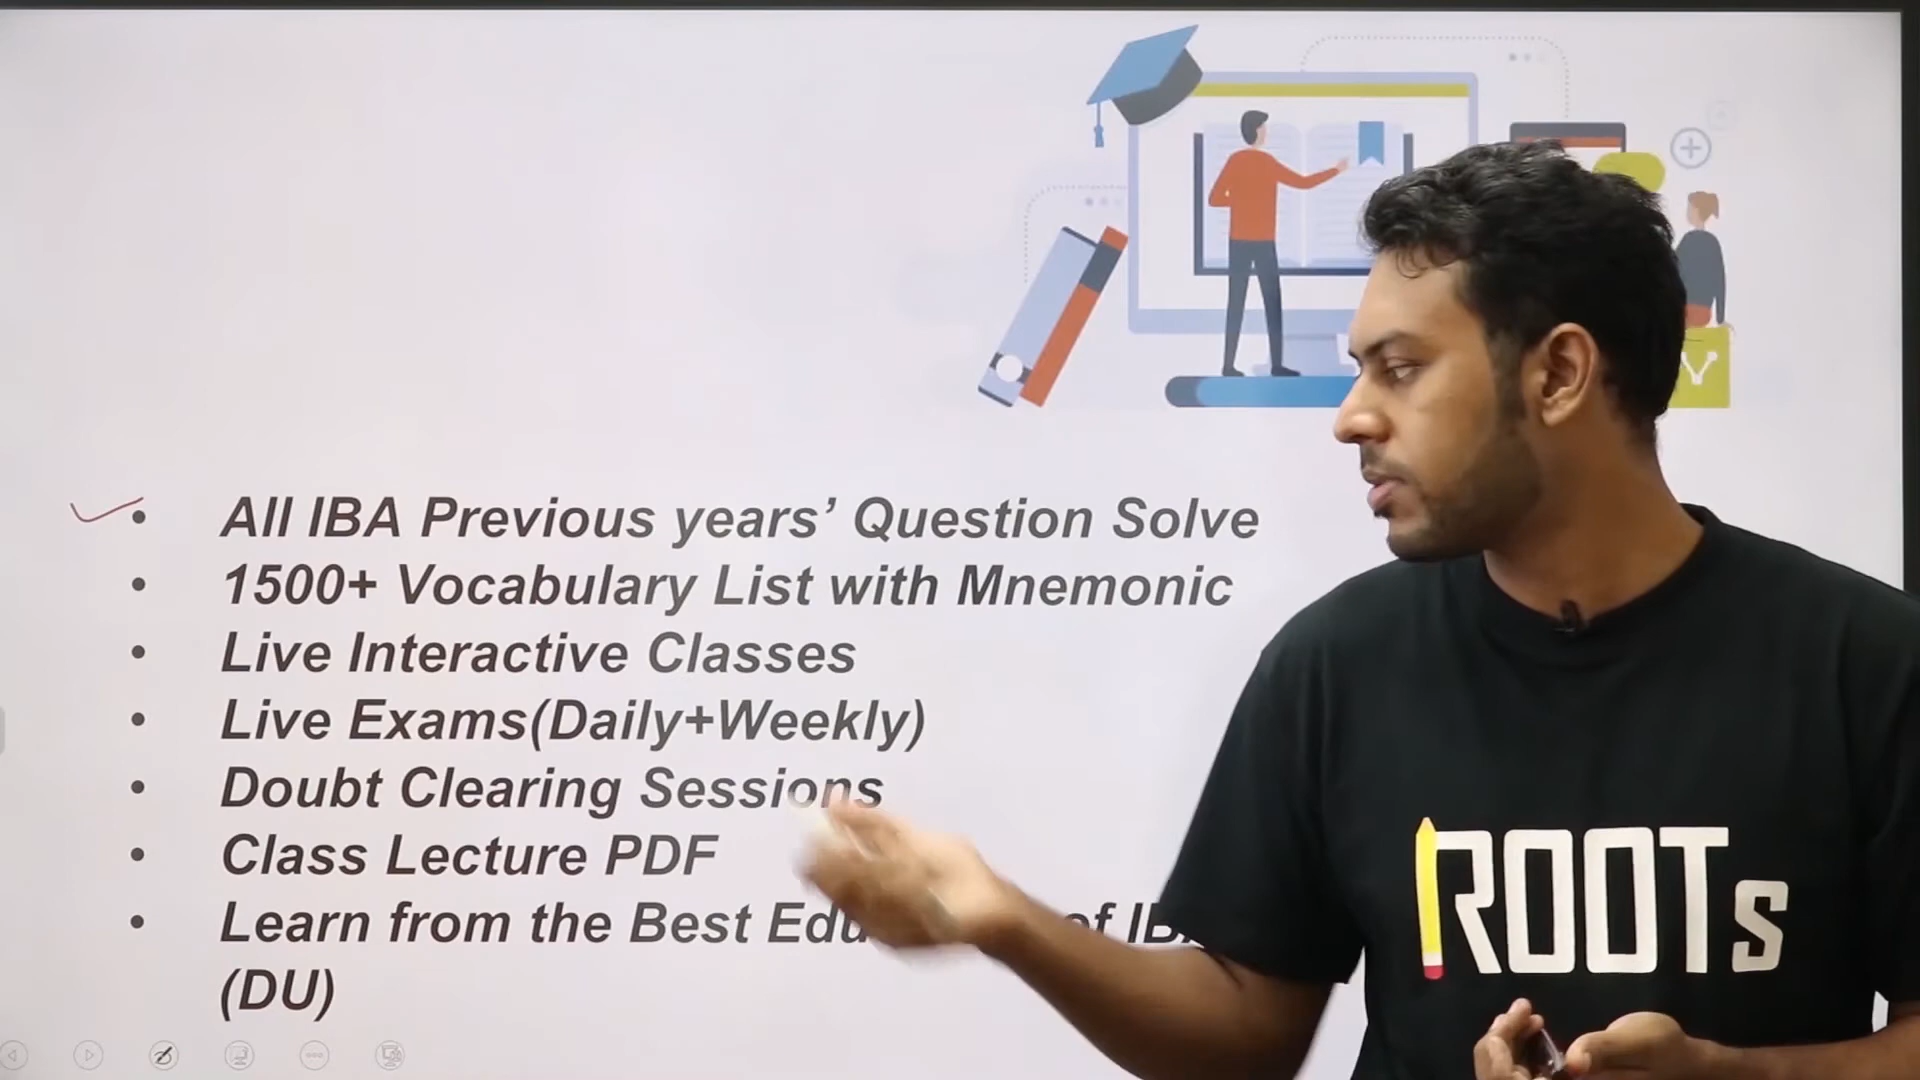 All IBA Previous years’ Question Solve
1500+ Vocabulary List with Mnemonic
Live Interactive Classes
Live Exams(Daily+Weekly)
Doubt Clearing Sessions
Class Lecture PDF
Learn from the Best of
(DU)
ROOTs